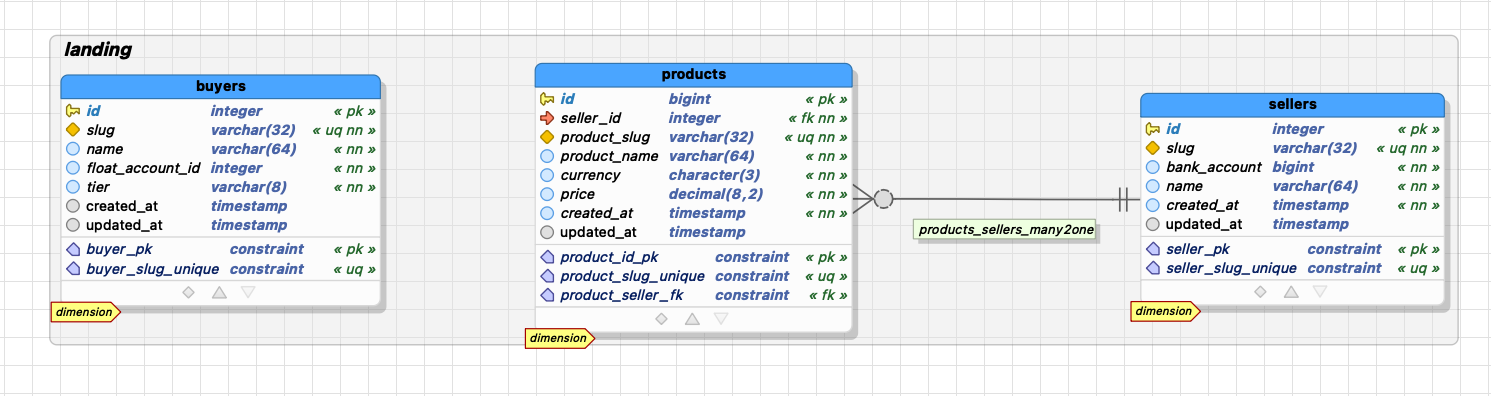 landing
buyers
id integer « pk »
slug varchar(32) « uq nn »
name varchar(64) « nn »
float_account_id integer « nn »
tier varchar(8) « nn »
created_at timestamp
updated_at timestamp
buyer_pk constraint « pk »
buyer_slug_unique constraint « uq »
dimension
products
id bigint « pk »
seller_id integer « fk nn »
product_slug varchar(32) « uq nn »
product_name varchar(64) « nn »
currency character(3) « nn »
price decimal(8,2) « nn »
created_at timestamp « nn »
updated_at timestamp
product_id_pk constraint « pk »
product_slug_unique constraint « uq »
product_seller_fk constraint « fk »
dimension
products_sellers_many2one
sellers
id integer « pk »
slug varchar(32) « uq nn »
bank_account bigint « nn »
name varchar(64) « nn »
created_at timestamp « nn »
updated_at timestamp
seller_pk constraint « pk »
seller_slug_unique constraint « uq »
dimension